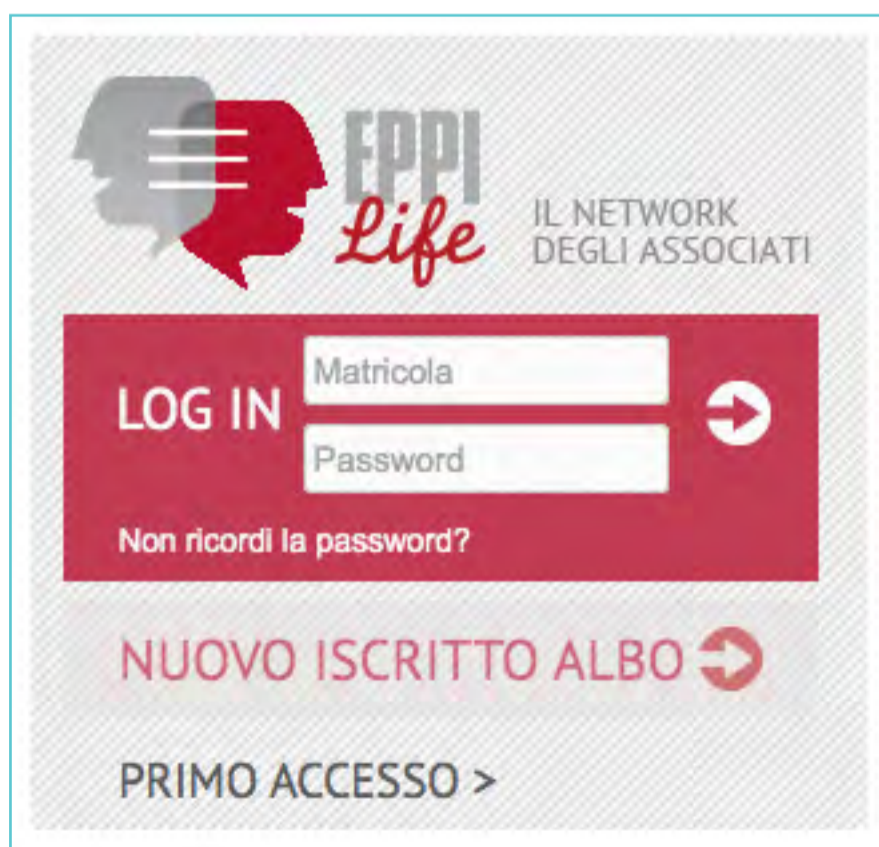 EPPI
Life
IL NETWORK
DEGLI ASSOCIATI
LOG IN
Matricola
Password
Non ricordi la password?
NUOVO ISCRITTO ALBO
PRIMO ACCESSO >